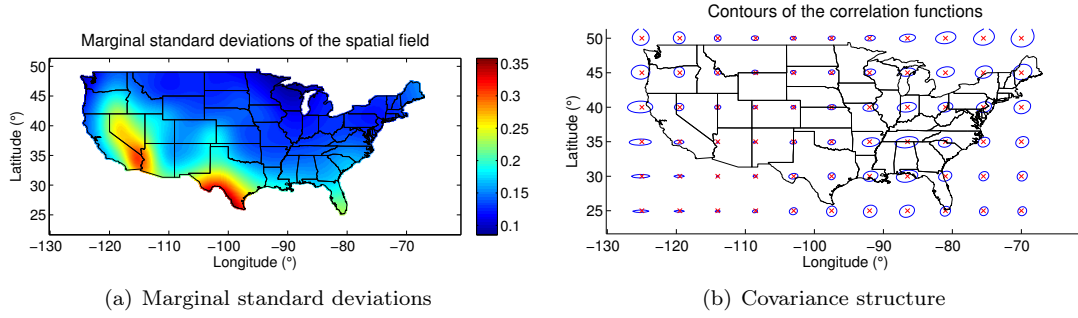 Marginal standard deviations of the spatial field
50
45
40
35
30
25
Latitude (°)
−130 −120 −110 −100 −90 −80 −70
Longitude (°)
0.35
0.3
0.25
0.2
0.15
0.1
(a) Marginal standard deviations
Contours of the correlation functions
50
45
40
35
30
25
Latitude (°)
−130 −120 −110 −100 −90 −80 −70
Longitude (°)
(b) Covariance structure